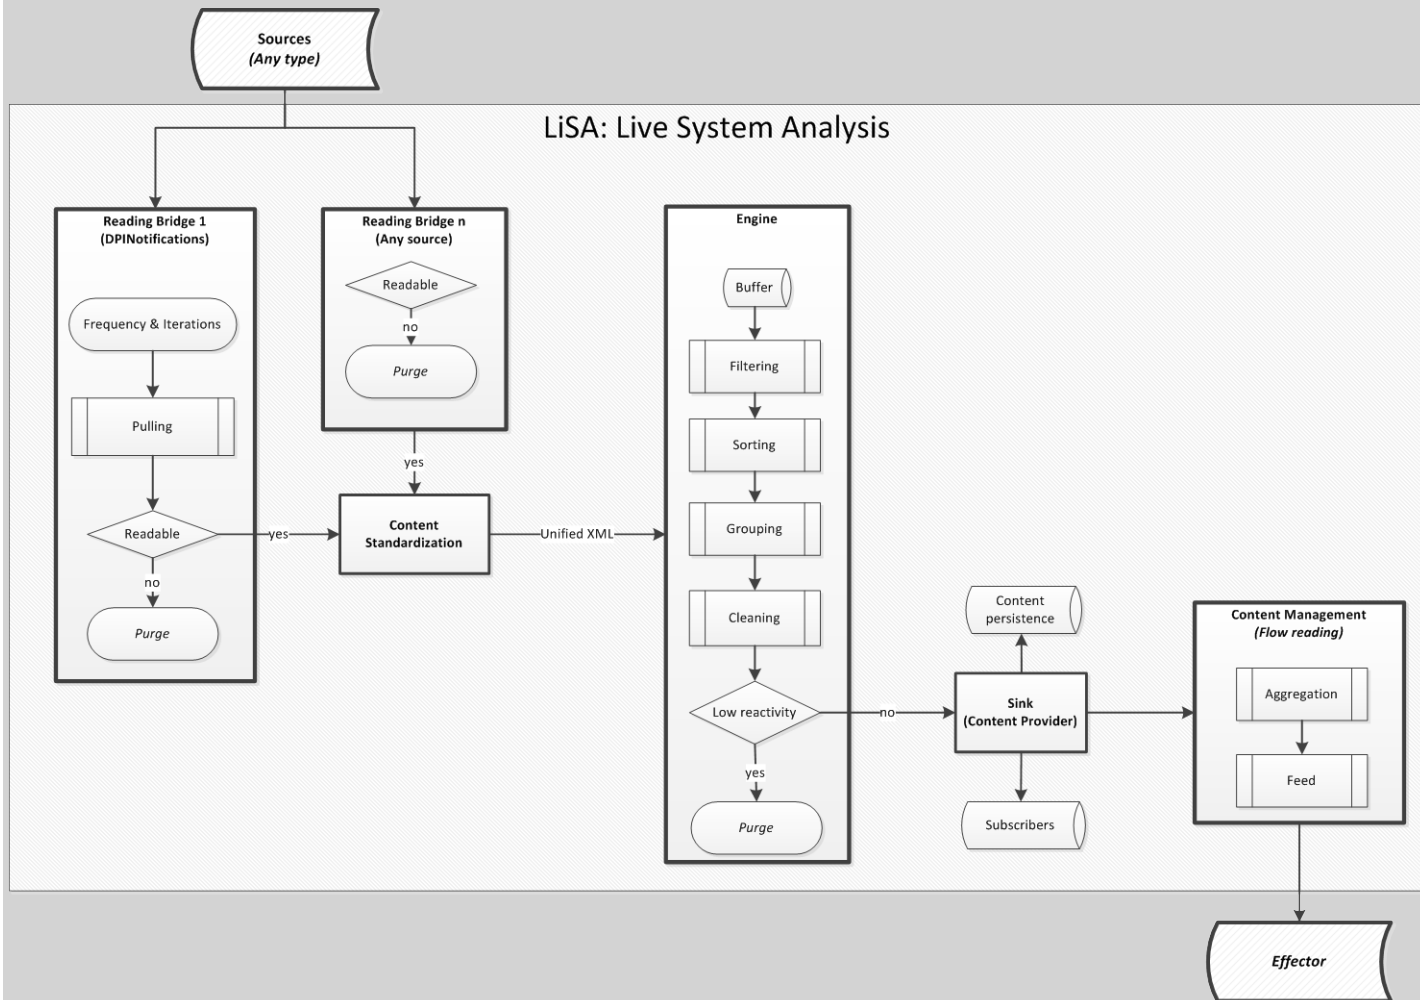 Sources
(Any type)
LiSA: Live System Analysis
Reading Bridge 1
(DPINotifications)
Frequency & Iterations
Pulling
Readable
no
Purge
yes
Reading Bridge n
(Any source)
Readable
no
Purge
yes
Content
Standardization
Unified XML
Engine
Buffer
Filtering
Sorting
Grouping
Cleaning
Low reactivity
yes
Purge
no
Content
persistence
Sink
(Content Provider)
Subscribers
Content Management
(Flow reading)
Aggregation
Feed
Effector